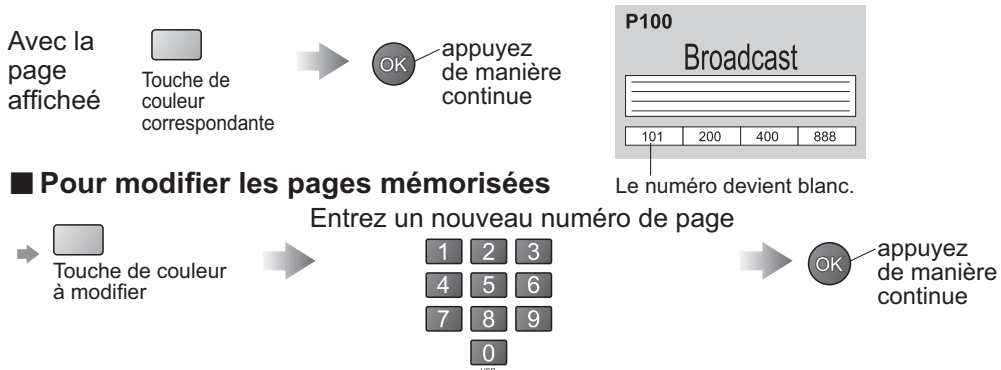 Avec la
page
afficheé
Touche de
couleur
correspondante
OK
appuyez
de manière
continue
P100
Broadcast
101 200 400 888
Le numéro devient blanc.
■ Pour modifier les pages mémorisées
Entrez un nouveau numéro de page
Touche de couleur
à modifier
1 2 3
4 5 6
7 8 9
0
OK
appuyez
de manière
continue